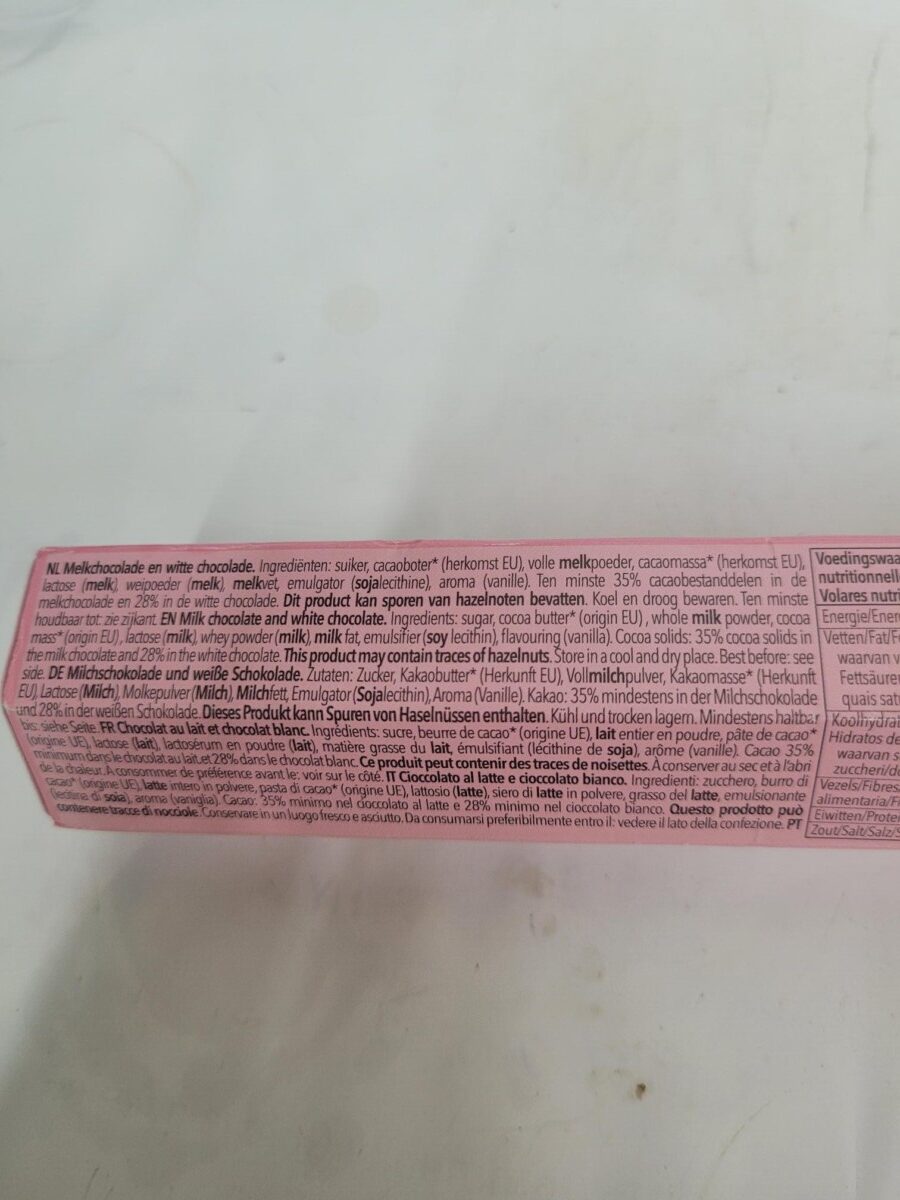 NL Melkchocolade en witte chocolade. Ingrediënten: suiker, cacaoboter* (herkomst EU), volle melkpoeder, cacaomassa* (herkomst EU),
lactose (melk), weipoeder (melk), melkvet, emulgator (sojalecithine), aroma (vanille). Ten minste 35% cacaobestanddelen in de
melkchocolade en 28% in de witte chocolade. Dit product kan sporen van hazelnoten bevatten. Koel en droog bewaren. Ten minste
houdbaar tot: zie zijkant. EN Milk chocolate and white chocolate. Ingredients: sugar, cocoa butter* (origin EU), whole milk powder, cocoa
mass* (origin EU), lactose (milk), whey powder (milk), milk fat, emulsifier (soy lecithin), flavouring (vanilla). Cocoa solids: 35% cocoa solids in
the milk chocolate and 28% in the white chocolate. This product may contain traces of hazelnuts. Store in a cool and dry place. Best before: see
side. DE Milchschokolade und weiße Schokolade. Zutaten: Zucker, Kakaobutter* (Herkunft EU), Vollmilchpulver, Kakaomasse* (Herkunft
EU), Lactose (Milch), Molkepulver (Milch), Milchfett, Emulgator (Sojalecithin), Aroma (Vanille). Kakao: 35% mindestens in der Milchschokolade
und 28% in der weißen Schokolade. Dieses Produkt kann Spuren von Haselnüssen enthalten. Kühl und trocken lagern. Mindestens haltbar
bis: siehe Seite. FR Chocolat au lait et chocolat blanc. Ingrédients: sucre, beurre de cacao* (origine UE), lait entier en poudre, pâte de cacao*
(origine UE), lactose (lait), lactosérum en poudre (lait), matière grasse du lait, émulsifiant (lécithine de soja), arôme (vanille). Cacao 35%
minimum dans le chocolat au lait et 28% dans le chocolat blanc. Ce produit peut contenir des traces de noisettes. À conserver au sec et à l'abri
de la chaleur. À consommer de préférence avant le: voir sur le côté. IT Cioccolato al latte e cioccolato bianco. Ingredienti: zucchero, burro di
cacao* (origine UE), latte intero in polvere, pasta di cacao* (origine UE), lattosio (latte), siero di latte in polvere, grasso del latte, emulsionante
(lecitina di soia), aroma (vaniglia). Cacao: 35% minimo nel cioccolato al latte e 28% minimo nel cioccolato bianco. Questo prodotto può
contenere tracce di nocciole. Conservare in un luogo fresco e asciutto. Da consumarsi preferibilmente entro il: vedere il lato della confezione. PT
Voedingswaa
nutritionnell
Volares nutri
Energie/Ener
Vetten/Fat/F
waarvan v
Fettsäure
quais sat
Koolhydrat
Hidratos de
waarvan s
zuccheri/d
Vezels/Fibres
alimentaria/F
Eiwitten/Prote
Zout/Salt/Salz/S